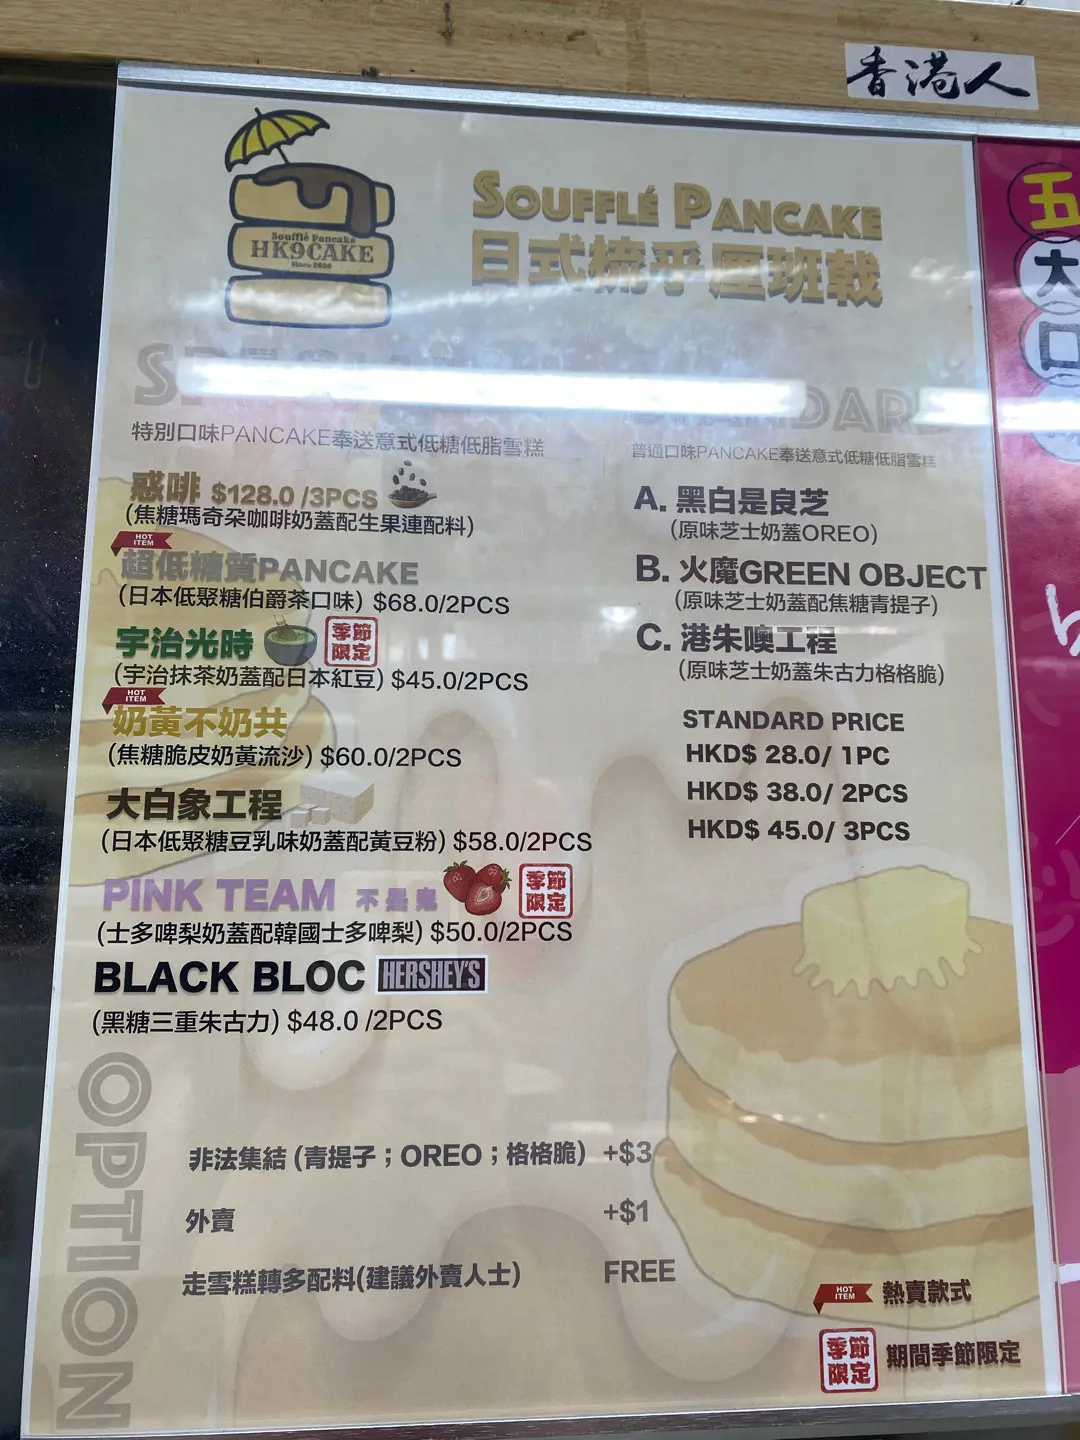 香港人
Soufflé Pancake
HK9CAKE
Since 2020
SOUFFLÉ PANCAKE
日式梳乎厘班戟
特別口味PANCAKE奉送意式低糖低脂雪糕
惑啡 $128.0 /3PCS
(焦糖瑪奇朵咖啡奶蓋配生果連配料)
HOT ITEM
超低糖質PANCAKE
(日本低聚糖伯爵茶口味) $68.0/2PCS
宇治光時
季節限定
(宇治抹茶奶蓋配日本紅豆) $45.0/2PCS
HOT ITEM
奶黃不奶共
(焦糖脆皮奶黃流沙) $60.0/2PCS
大白象工程
(日本低聚糖豆乳味奶蓋配黃豆粉) $58.0/2PCS
PINK TEAM 不是鬼
季節限定
(士多啤梨奶蓋配韓國士多啤梨) $50.0/2PCS
BLACK BLOC HERSHEY'S
(黑糖三重朱古力) $48.0 /2PCS
STANDARD
普通口味PANCAKE奉送意式低糖低脂雪糕
A. 黑白是良芝
(原味芝士奶蓋OREO)
B. 火魔GREEN OBJECT
(原味芝士奶蓋配焦糖青提子)
C. 港朱噢工程
(原味芝士奶蓋朱古力格格脆)
STANDARD PRICE
HKD$ 28.0/ 1PC
HKD$ 38.0/ 2PCS
HKD$ 45.0/ 3PCS
OPTION
非法集結 (青提子；OREO；格格脆) +$3
外賣 +$1
走雪糕轉多配料(建議外賣人士) FREE
HOT ITEM 熱賣款式
季節限定 期間季節限定
五
大
口